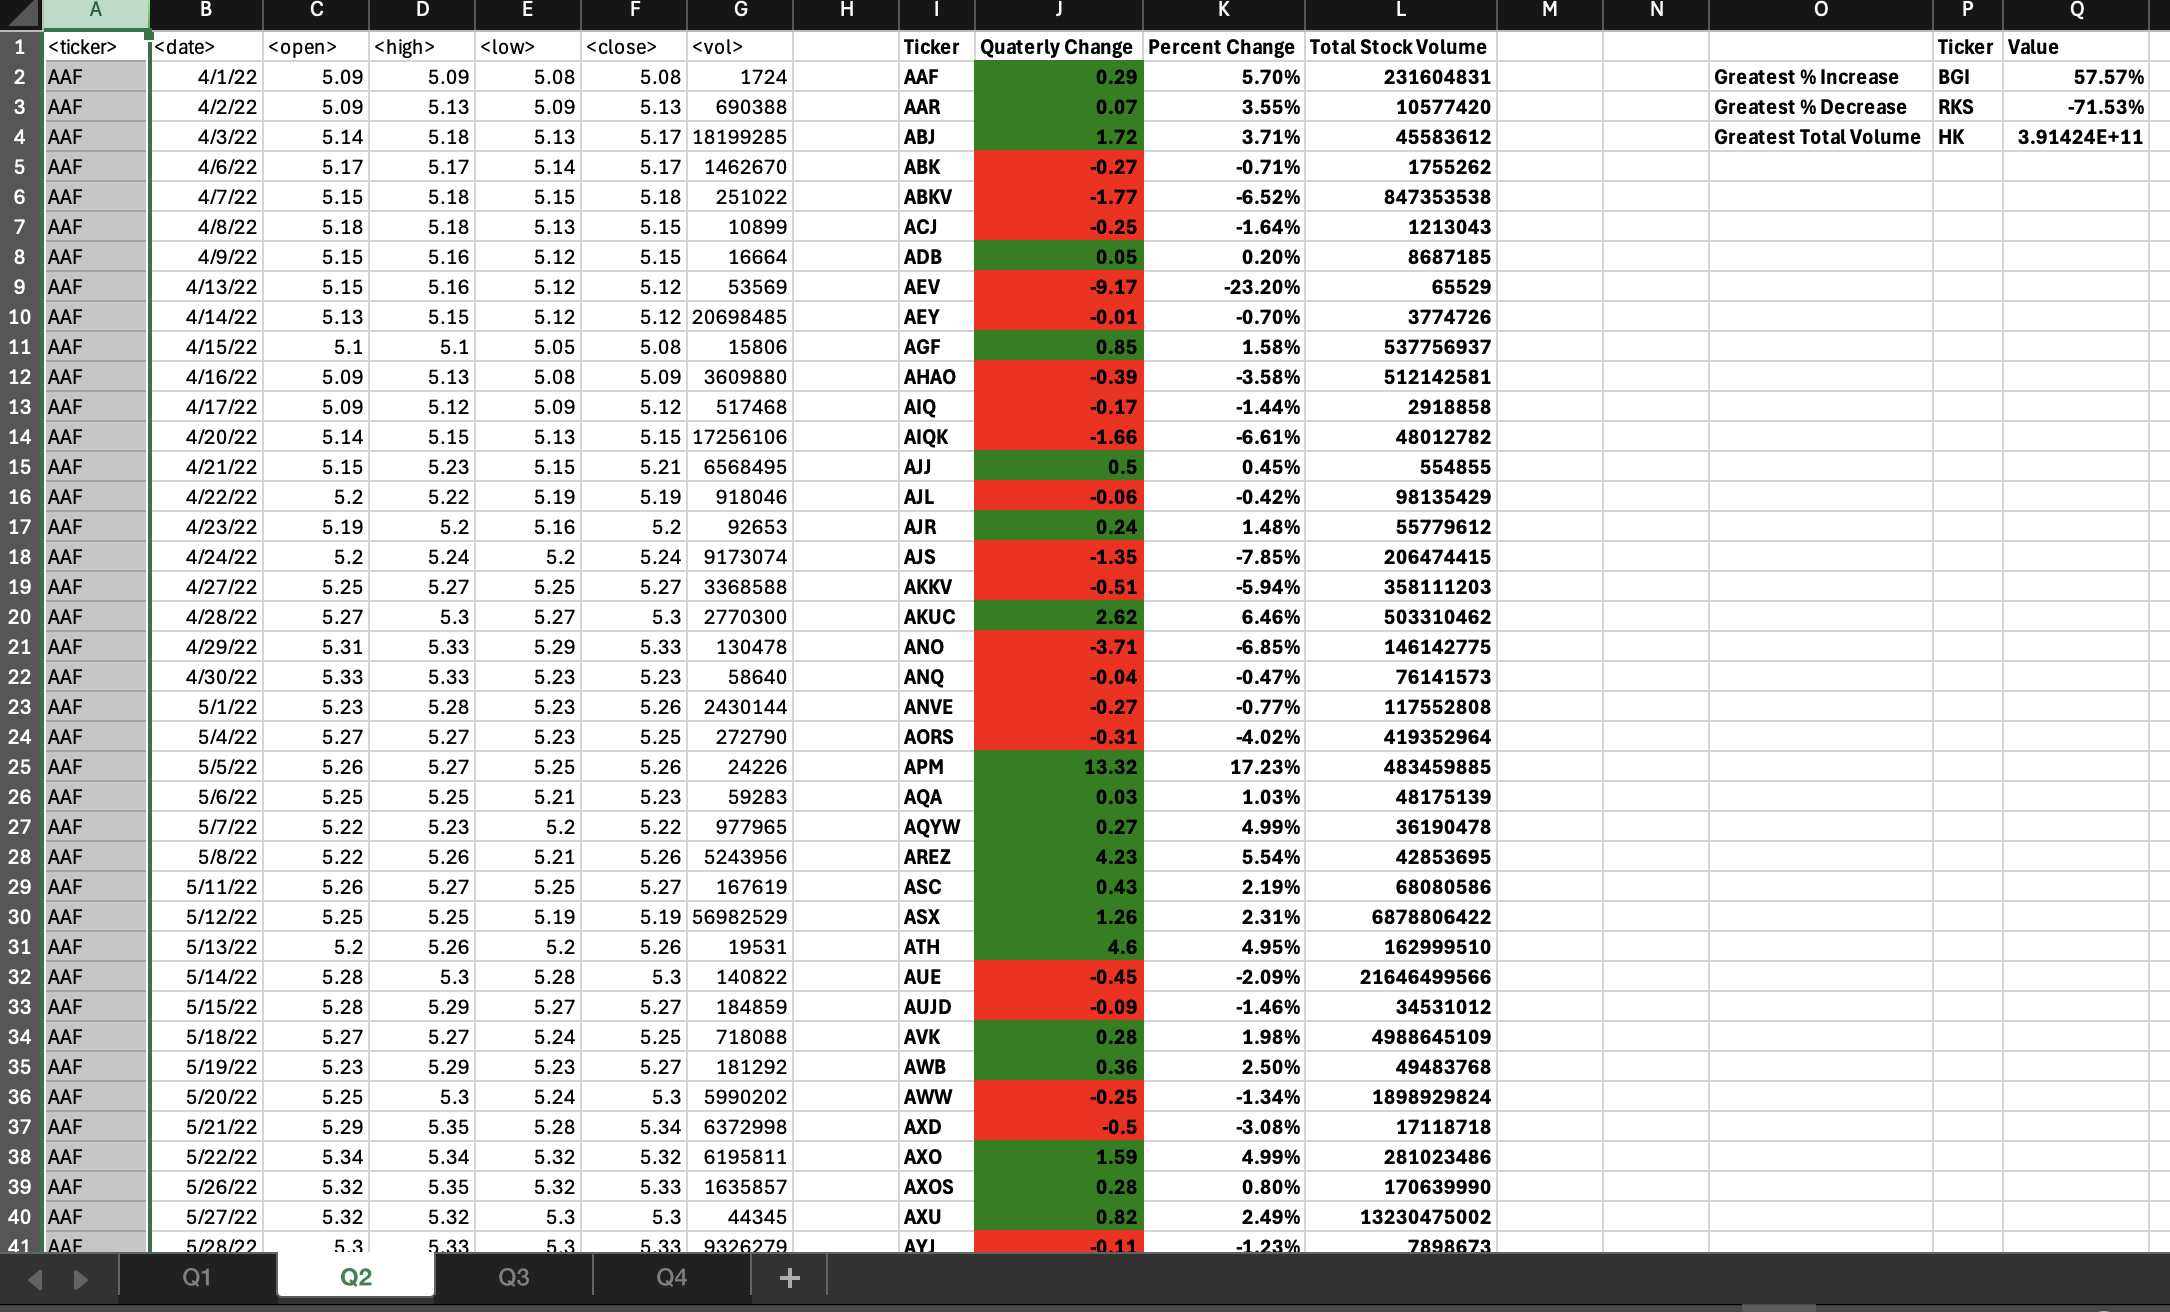 A B C D E F G H I J K L M N O P Q
1 <ticker> <date> <open> <high> <low> <close> <vol> Ticker Quaterly Change Percent Change Total Stock Volume Ticker Value
2 AAF 4/1/22 5.09 5.09 5.08 5.08 1724 AAF 0.29 5.70% 231604831 Greatest % Increase BGI 57.57%
3 AAF 4/2/22 5.09 5.13 5.09 5.13 690388 AAR 0.07 3.55% 10577420 Greatest % Decrease RKS -71.53%
4 AAF 4/3/22 5.14 5.18 5.13 5.17 18199285 ABJ 1.72 3.71% 45583612 Greatest Total Volume HK 3.91424E+11
5 AAF 4/6/22 5.17 5.17 5.14 5.17 1462670 ABK -0.27 -0.71% 1755262
6 AAF 4/7/22 5.15 5.18 5.15 5.18 251022 ABKV -1.77 -6.52% 847353538
7 AAF 4/8/22 5.18 5.18 5.13 5.15 10899 ACJ -0.25 -1.64% 1213043
8 AAF 4/9/22 5.15 5.16 5.12 5.15 16664 ADB 0.05 0.20% 8687185
9 AAF 4/13/22 5.15 5.16 5.12 5.12 53569 AEV -9.17 -23.20% 65529
10 AAF 4/14/22 5.13 5.15 5.12 5.12 20698485 AEY -0.01 -0.70% 3774726
11 AAF 4/15/22 5.1 5.1 5.05 5.08 15806 AGF 0.85 1.58% 537756937
12 AAF 4/16/22 5.09 5.13 5.08 5.09 3609880 AHAO -0.39 -3.58% 512142581
13 AAF 4/17/22 5.09 5.12 5.09 5.12 517468 AIQ -0.17 -1.44% 2918858
14 AAF 4/20/22 5.14 5.15 5.13 5.15 17256106 AIQK -1.66 -6.61% 48012782
15 AAF 4/21/22 5.15 5.23 5.15 5.21 6568495 AJJ 0.5 0.45% 554855
16 AAF 4/22/22 5.2 5.22 5.19 5.19 918046 AJL -0.06 -0.42% 98135429
17 AAF 4/23/22 5.19 5.2 5.16 5.2 92653 AJR 0.24 1.48% 55779612
18 AAF 4/24/22 5.2 5.24 5.2 5.24 9173074 AJS -1.35 -7.85% 206474415
19 AAF 4/27/22 5.25 5.27 5.25 5.27 3368588 AKKV -0.51 -5.94% 358111203
20 AAF 4/28/22 5.27 5.3 5.27 5.3 2770300 AKUC 2.62 6.46% 503310462
21 AAF 4/29/22 5.31 5.33 5.29 5.33 130478 ANO -3.71 -6.85% 146142775
22 AAF 4/30/22 5.33 5.33 5.23 5.23 58640 ANQ -0.04 -0.47% 76141573
23 AAF 5/1/22 5.23 5.28 5.23 5.26 2430144 ANVE -0.27 -0.77% 117552808
24 AAF 5/4/22 5.27 5.27 5.23 5.25 272790 AORS -0.31 -4.02% 419352964
25 AAF 5/5/22 5.26 5.27 5.25 5.26 24226 APM 13.32 17.23% 483459885
26 AAF 5/6/22 5.25 5.25 5.21 5.23 59283 AQA 0.03 1.03% 48175139
27 AAF 5/7/22 5.22 5.23 5.2 5.22 977965 AQYW 0.27 4.99% 36190478
28 AAF 5/8/22 5.22 5.26 5.21 5.26 5243956 AREZ 4.23 5.54% 42853695
29 AAF 5/11/22 5.26 5.27 5.25 5.27 167619 ASC 0.43 2.19% 68080586
30 AAF 5/12/22 5.25 5.25 5.19 5.19 56982529 ASX 1.26 2.31% 6878806422
31 AAF 5/13/22 5.2 5.26 5.2 5.26 19531 ATH 4.6 4.95% 162999510
32 AAF 5/14/22 5.28 5.3 5.28 5.3 140822 AUE -0.45 -2.09% 21646499566
33 AAF 5/15/22 5.28 5.29 5.27 5.27 184859 AUJD -0.09 -1.46% 34531012
34 AAF 5/18/22 5.27 5.27 5.24 5.25 718088 AVK 0.28 1.98% 4988645109
35 AAF 5/19/22 5.23 5.29 5.23 5.27 181292 AWB 0.36 2.50% 49483768
36 AAF 5/20/22 5.25 5.3 5.24 5.3 5990202 AWW -0.25 -1.34% 1898929824
37 AAF 5/21/22 5.29 5.35 5.28 5.34 6372998 AXD -0.5 -3.08% 17118718
38 AAF 5/22/22 5.34 5.34 5.32 5.32 6195811 AXO 1.59 4.99% 281023486
39 AAF 5/26/22 5.32 5.35 5.32 5.33 1635857 AXOS 0.28 0.80% 170639990
40 AAF 5/27/22 5.32 5.32 5.3 5.3 44345 AXU 0.82 2.49% 13230475002
41 AAF 5/28/22 5.3 5.33 5.3 5.33 9326279 AYJ -0.11 -1.23% 7898673
Q1 Q2 Q3 Q4 +